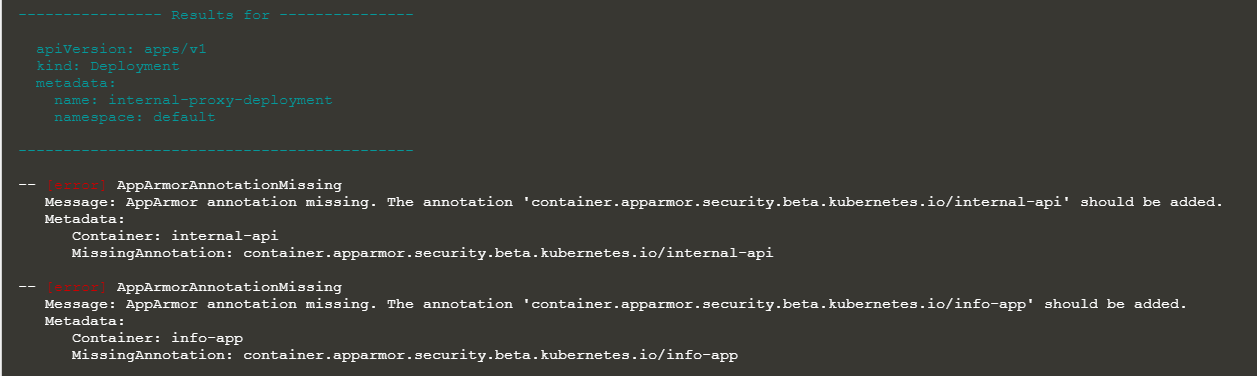 ---------------- Results for ---------------
apiVersion: apps/v1
kind: Deployment
metadata:
name: internal-proxy-deployment
namespace: default
--------------------------------------------
-- [error] AppArmorAnnotationMissing
Message: AppArmor annotation missing. The annotation 'container.apparmor.security.beta.kubernetes.io/internal-api' should be added.
Metadata:
Container: internal-api
MissingAnnotation: container.apparmor.security.beta.kubernetes.io/internal-api
-- [error] AppArmorAnnotationMissing
Message: AppArmor annotation missing. The annotation 'container.apparmor.security.beta.kubernetes.io/info-app' should be added.
Metadata:
Container: info-app
MissingAnnotation: container.apparmor.security.beta.kubernetes.io/info-app